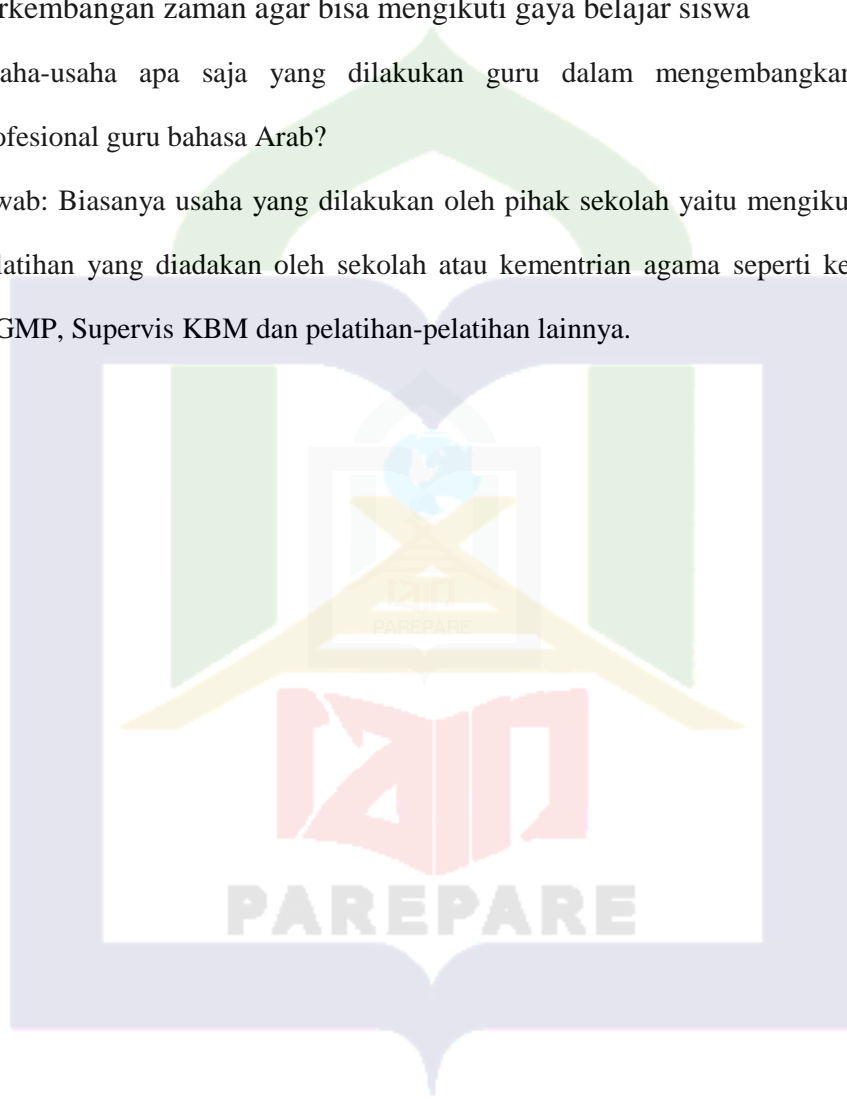 rkembangan zaman agar bisa mengikuti gaya belajar siswa
aha-usaha apa saja yang dilakukan guru dalam mengembangkan
ofesional guru bahasa Arab?
wab: Biasanya usaha yang dilakukan oleh pihak sekolah yaitu mengiku
latihan yang diadakan oleh sekolah atau kementrian agama seperti ke
GMP, Supervis KBM dan pelatihan-pelatihan lainnya.
PAREPARE
PAREPARE